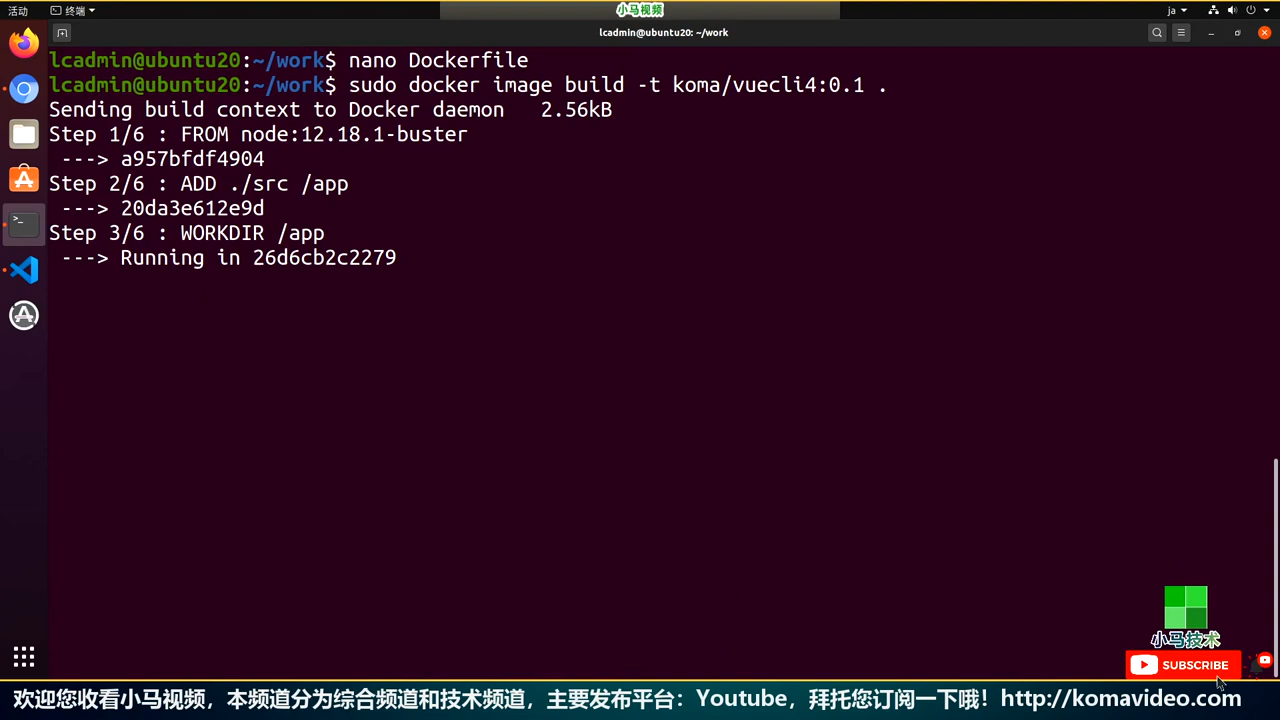 活动
终端
小马视频
ja
lcadmin@ubuntu20: ~/work
lcadmin@ubuntu20:~/work$ nano Dockerfile
lcadmin@ubuntu20:~/work$ sudo docker image build -t koma/vuecli4:0.1 .
Sending build context to Docker daemon   2.56kB
Step 1/6 : FROM node:12.18.1-buster
 ---> a957bfdf4904
Step 2/6 : ADD ./src /app
 ---> 20da3e612e9d
Step 3/6 : WORKDIR /app
 ---> Running in 26d6cb2c2279
小马技术
SUBSCRIBE
欢迎您收看小马视频，本频道分为综合频道和技术频道，主要发布平台：Youtube，拜托您订阅一下哦！http://komavideo.com